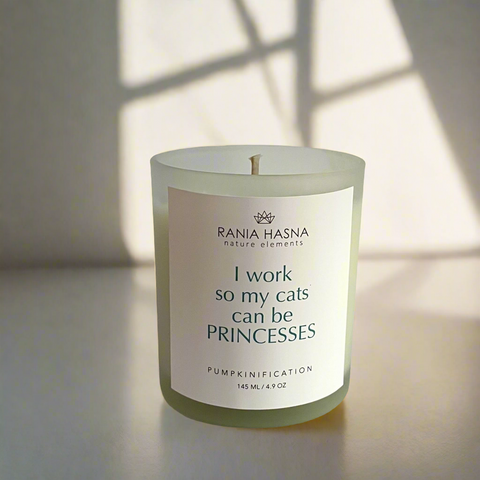 RANIA HASNA
nature elements
I work
so my cats
can be
PRINCESSES
PUMPKINIFICATION
145 ML / 4.9 OZ